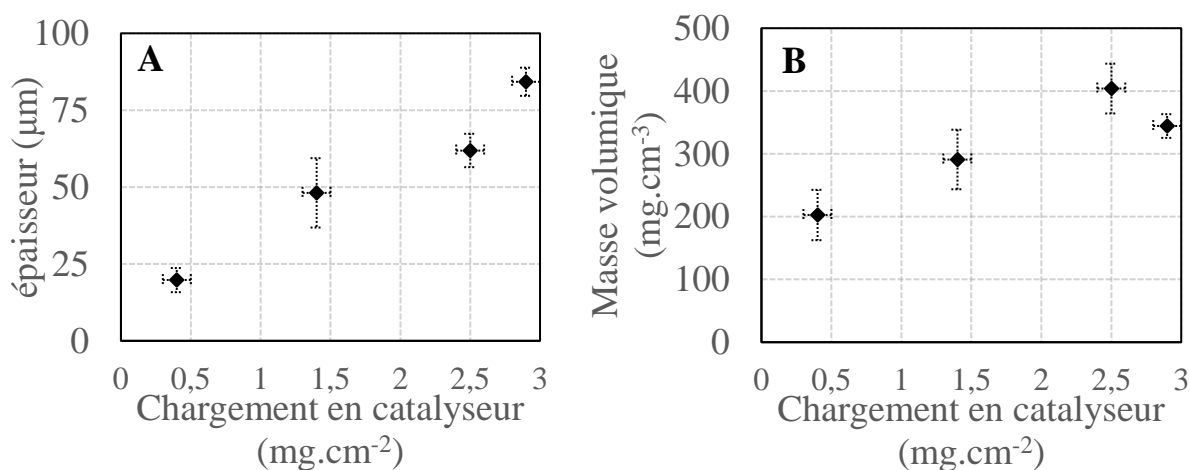 A
épaisseur (µm)
100
75
50
25
0
0 0,5 1 1,5 2 2,5 3
Chargement en catalyseur
(mg.cm-2)
B
Masse volumique
(mg.cm-3)
500
400
300
200
100
0
0 0,5 1 1,5 2 2,5 3
Chargement en catalyseur
(mg.cm-2)